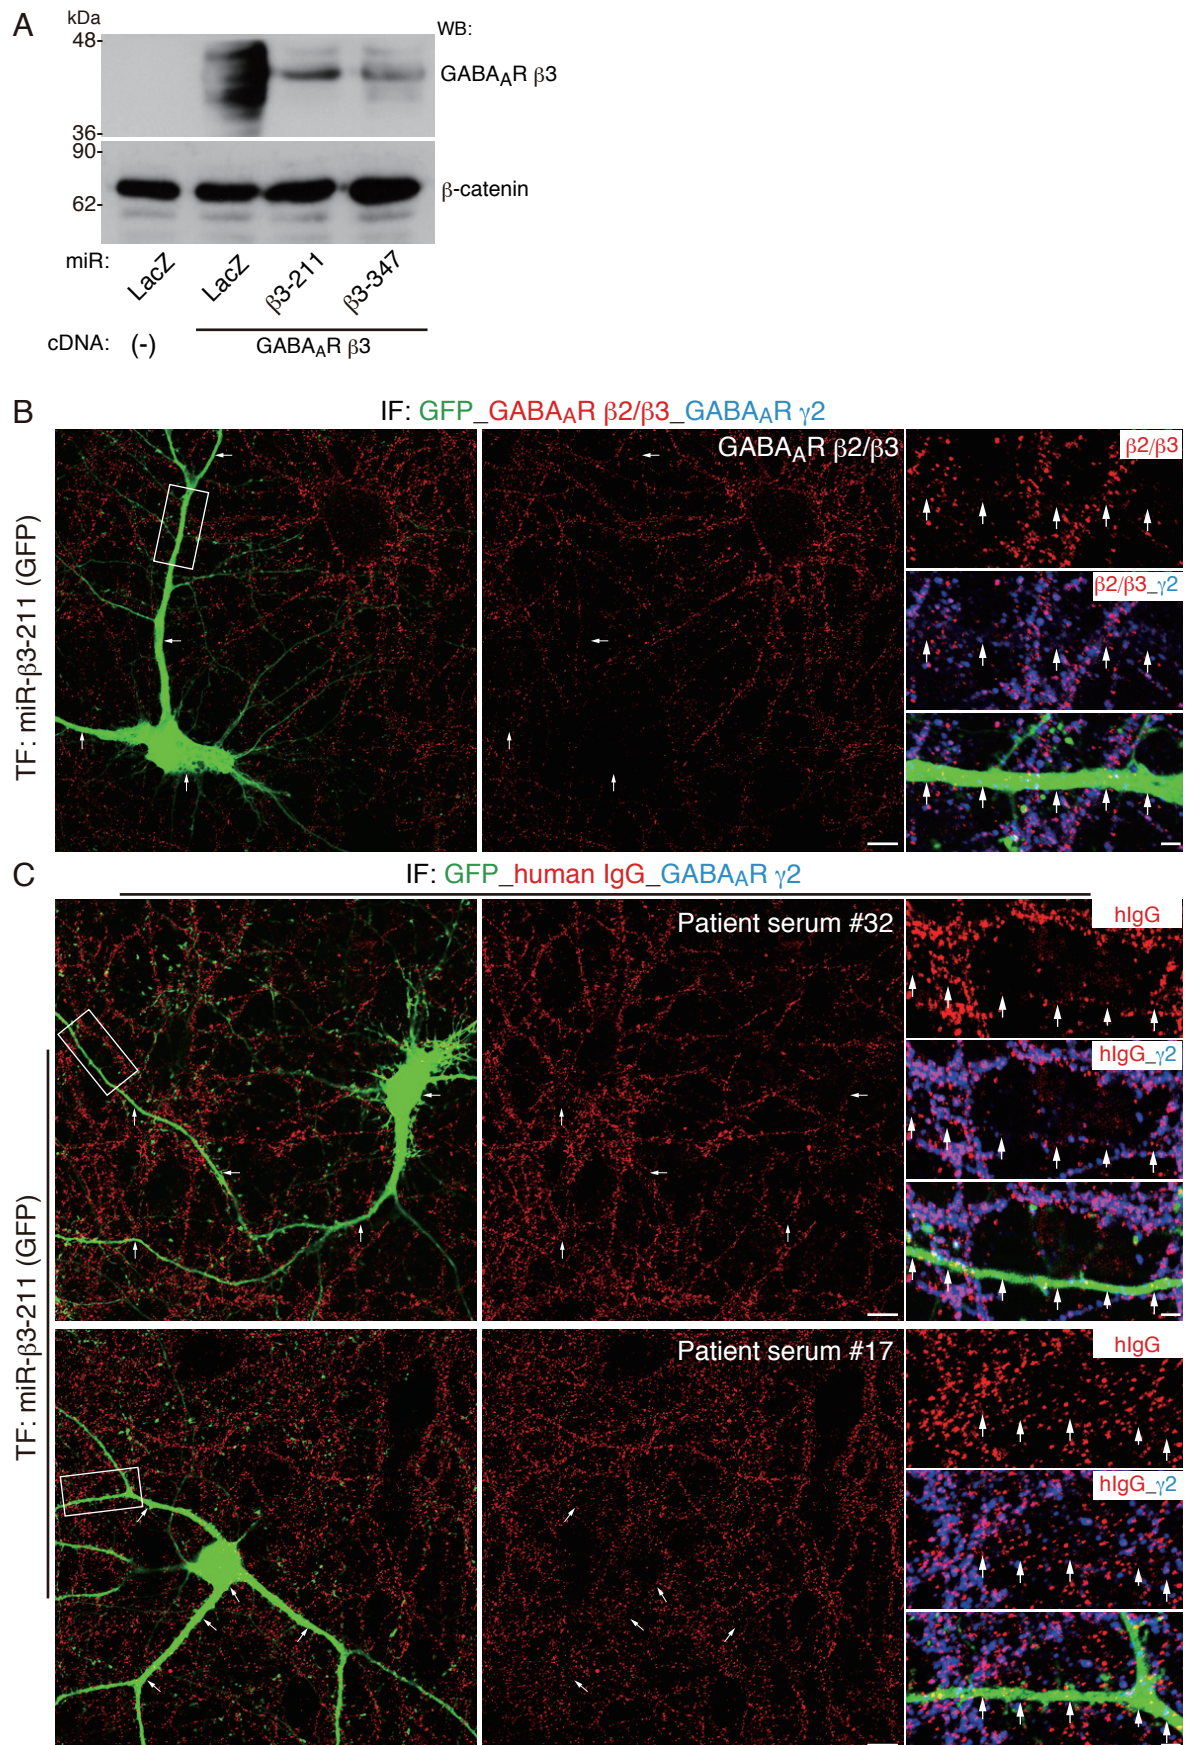 A
kDa
WB:
48-
GABAAR β3
36-
90-
β-catenin
62-
miR: LacZ LacZ β3-211 β3-347
cDNA: (-) GABAAR β3
B
IF: GFP_GABAAR β2/β3_GABAAR γ2
TF: miR-β3-211 (GFP)
GABAAR β2/β3
β2/β3
β2/β3_γ2
C
IF: GFP_human IgG_GABAAR γ2
TF: miR-β3-211 (GFP)
Patient serum #32
hIgG
hIgG_γ2
Patient serum #17
hIgG
hIgG_γ2